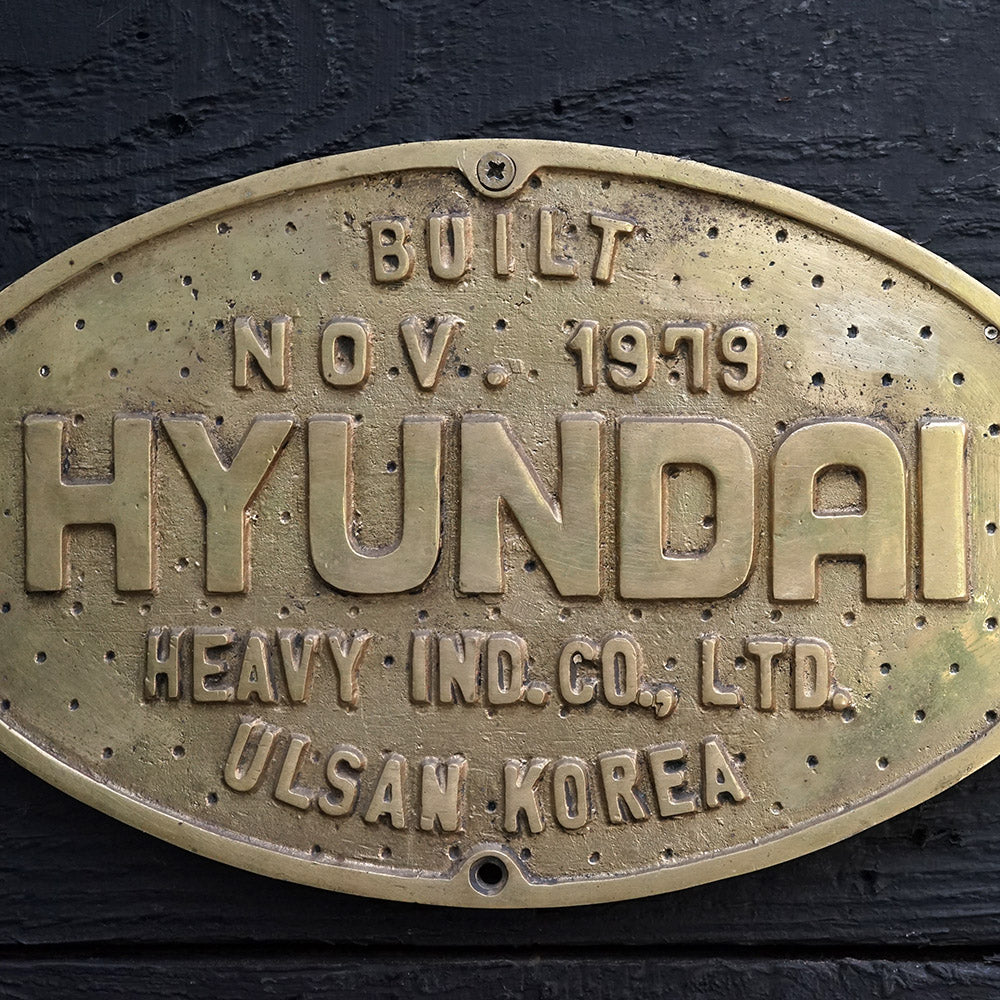 BUILT
NOV. 1979
HYUNDAI
HEAVY IND. CO., LTD.
ULSAN KOREA